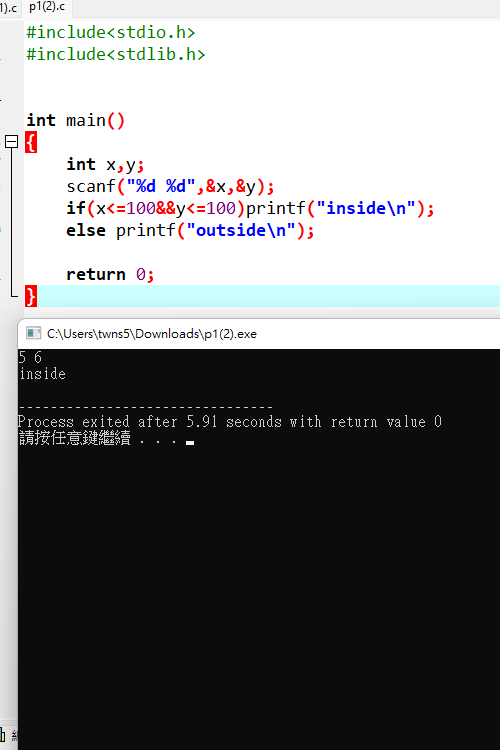 1).c p1(2).c
#include<stdio.h>
#include<stdlib.h>
int main()
{
int x,y;
scanf("%d %d",&x,&y);
if(x<=100&&y<=100)printf("inside\n");
else printf("outside\n");
return 0;
}
C:\Users\twns5\Downloads\p1(2).exe
5 6
inside
--------------------------------
Process exited after 5.91 seconds with return value 0
請按任意鍵繼續 . . .